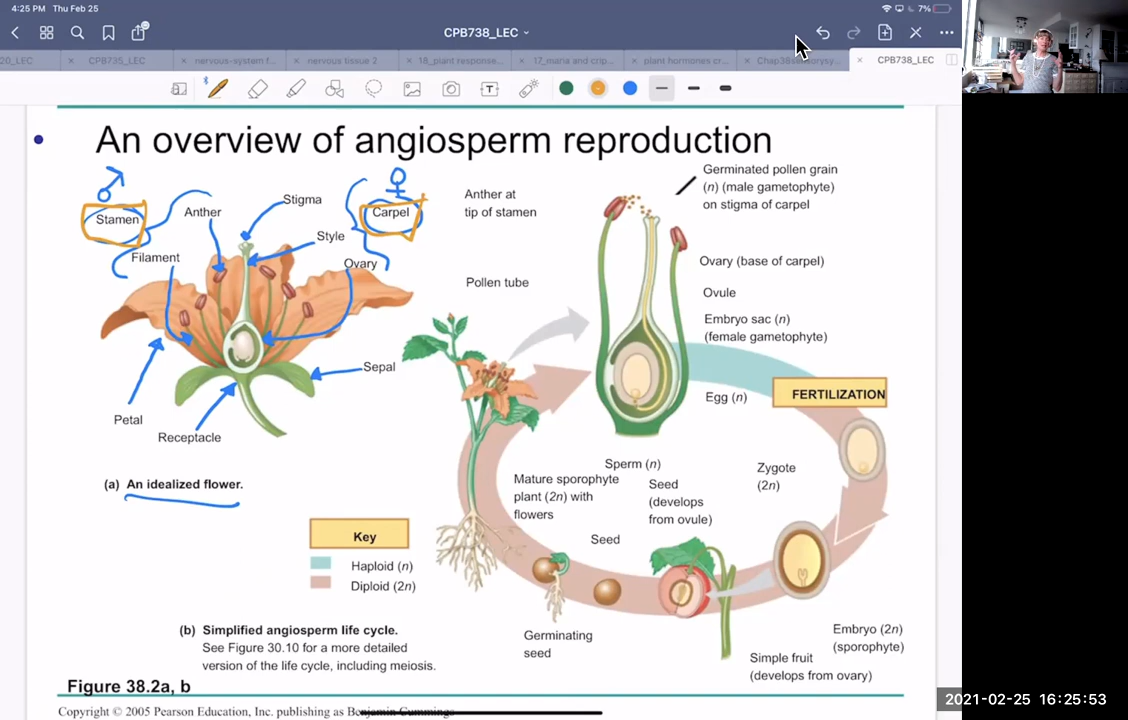 4:25 PM Thu Feb 25
7%
CPB738_LEC
20_LEC
CPB735_LEC
nervous-system f...
nervous tissue 2
18_plant response...
17_mana and crip...
plant hormones cr...
CPB738_LEC
An overview of angiosperm reproduction
Stamen
Anther
Filament
Stigma
Style
Carpel
Ovary
Sepal
Petal
Receptacle
(a) An idealized flower.
Anther at
tip of stamen
Pollen tube
Germinated pollen grain
(n) (male gametophyte)
on stigma of carpel
Ovary (base of carpel)
Ovule
Embryo sac (n)
(female gametophyte)
Egg (n)
FERTILIZATION
Sperm (n)
Zygote
(2n)
Mature sporophyte
plant (2n) with
flowers
Seed
(develops
from ovule)
Seed
Key
Haploid (n)
Diploid (2n)
Germinating
seed
Embryo (2n)
(sporophyte)
Simple fruit
(develops from ovary)
(b) Simplified angiosperm life cycle.
See Figure 30.10 for a more detailed
version of the life cycle, including meiosis.
Figure 38.2a, b
Copyright © 2005 Pearson Education, Inc. publishing as Benjamin Cummings
2021-02-25 16:25:53